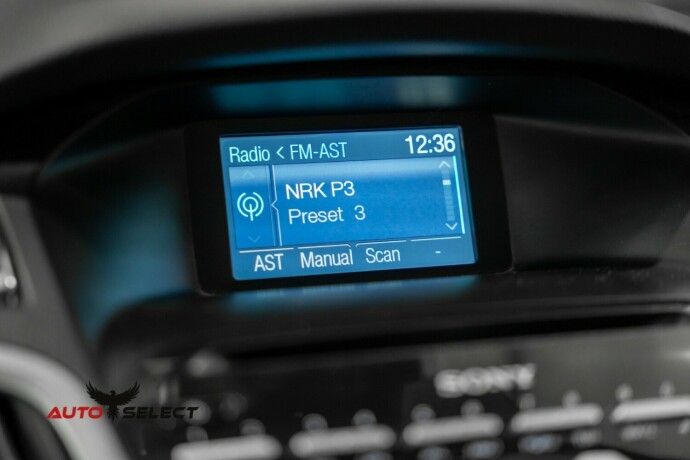 Radio < FM-AST 12:36
NRK P3
Preset 3
AST Manual Scan -
SONY
AUTO SELECT